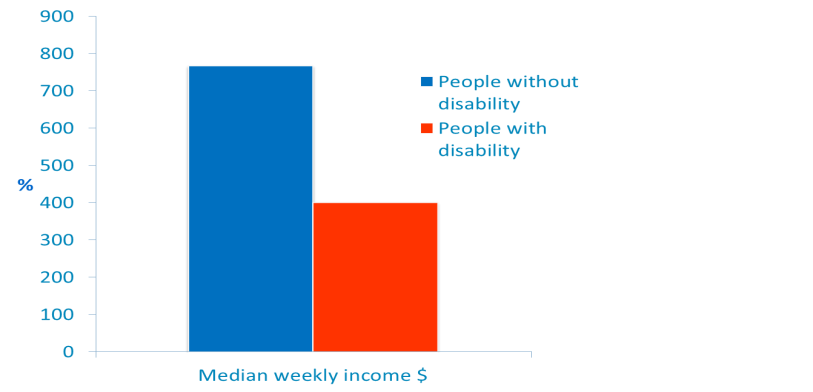 900
800
700
600
500
400
300
200
100
0
%
People without
disability
People with
disability
Median weekly income $